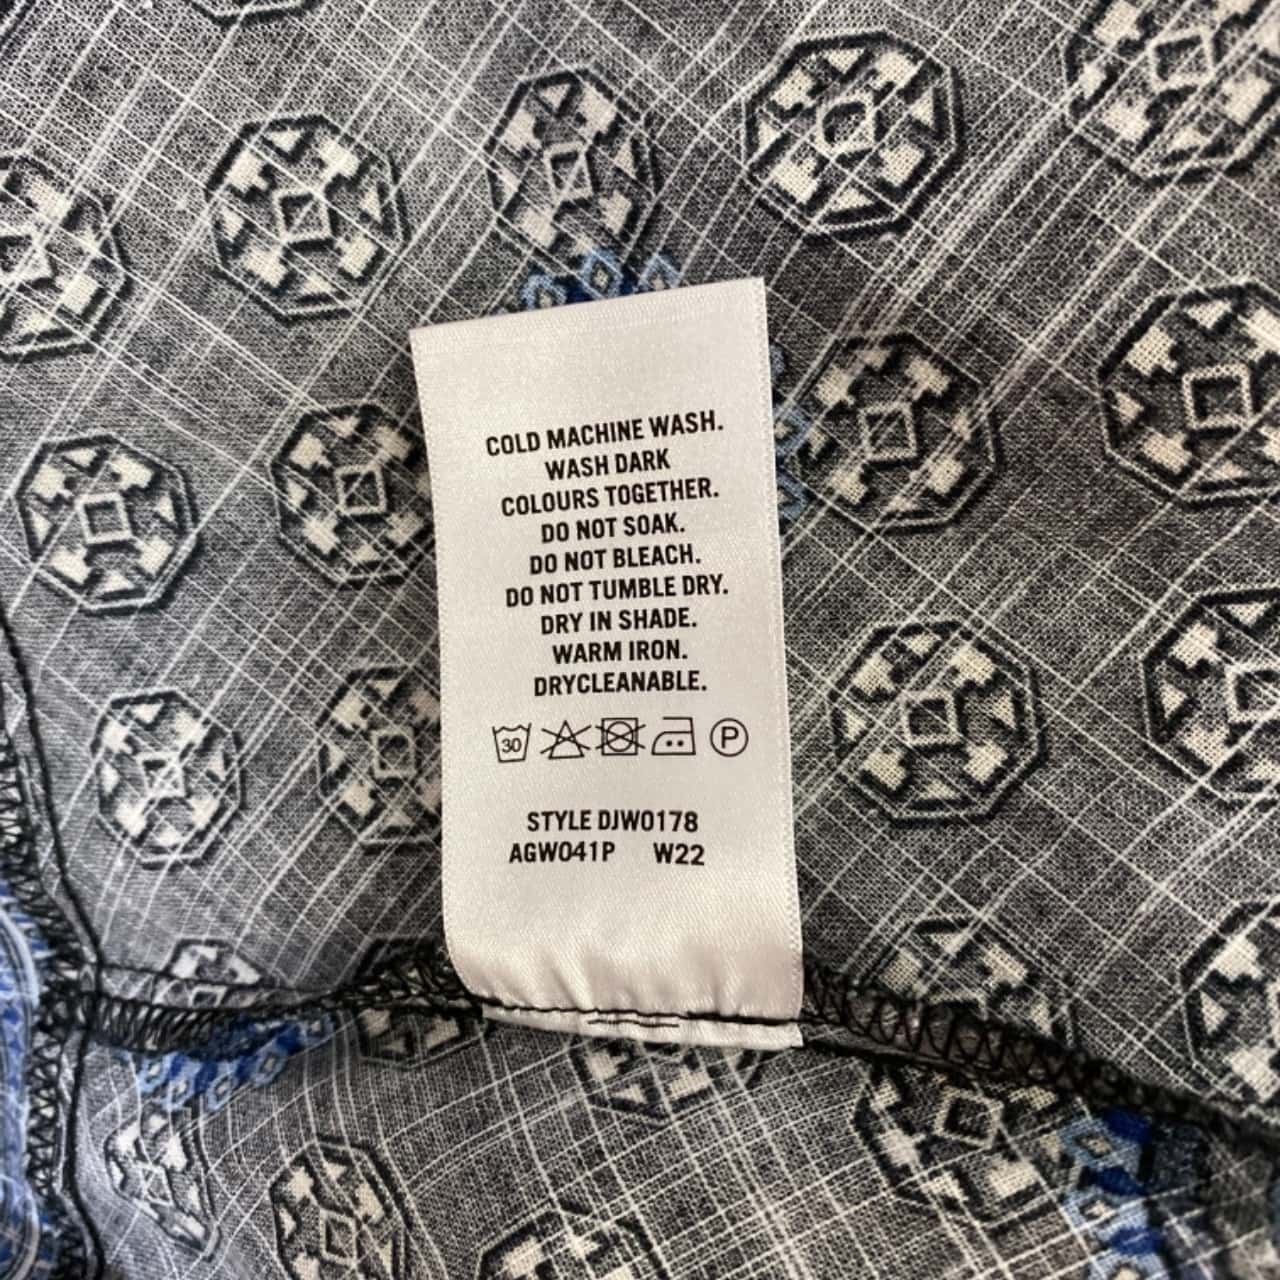 COLD MACHINE WASH.
WASH DARK
COLOURS TOGETHER.
DO NOT SOAK.
DO NOT BLEACH.
DO NOT TUMBLE DRY.
DRY IN SHADE.
WARM IRON.
DRYCLEANABLE.
30 P
STYLE DJW0178
AGW041P W22